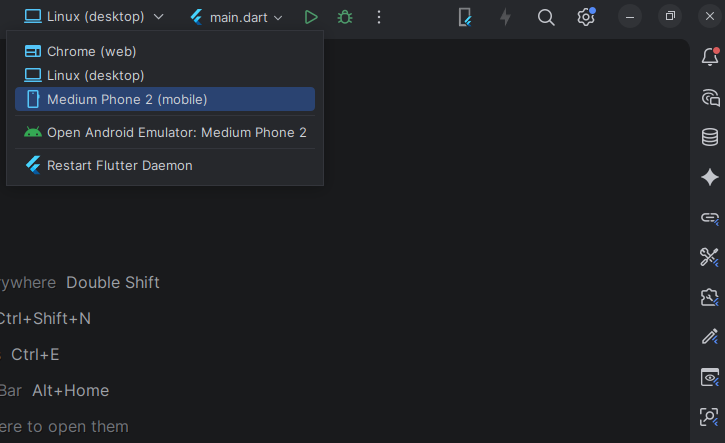 Linux (desktop)
main.dart
Chrome (web)
Linux (desktop)
Medium Phone 2 (mobile)
Open Android Emulator: Medium Phone 2
Restart Flutter Daemon
ywhere Double Shift
Ctrl+Shift+N
s Ctrl+E
Bar Alt+Home
ere to open them